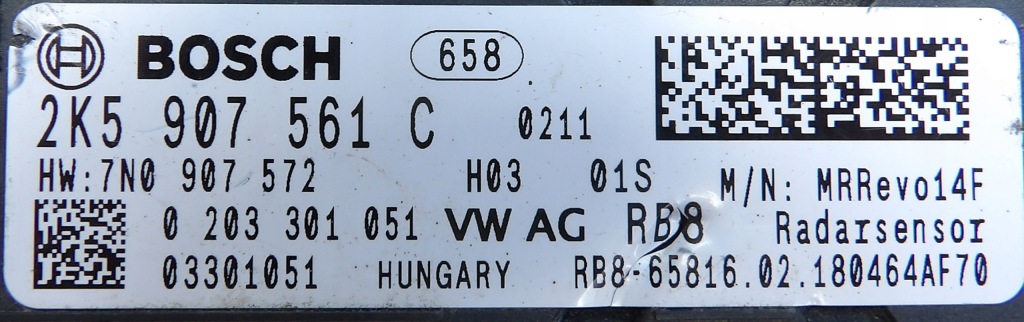 BOSCH 658
2K5 907 561 C 0211
HW:7N0 907 572 H03 01S M/N: MRRevo14F
0 203 301 051 VW AG RB8 Radarsensor
03301051 HUNGARY RB8-65816.02.180464AF70